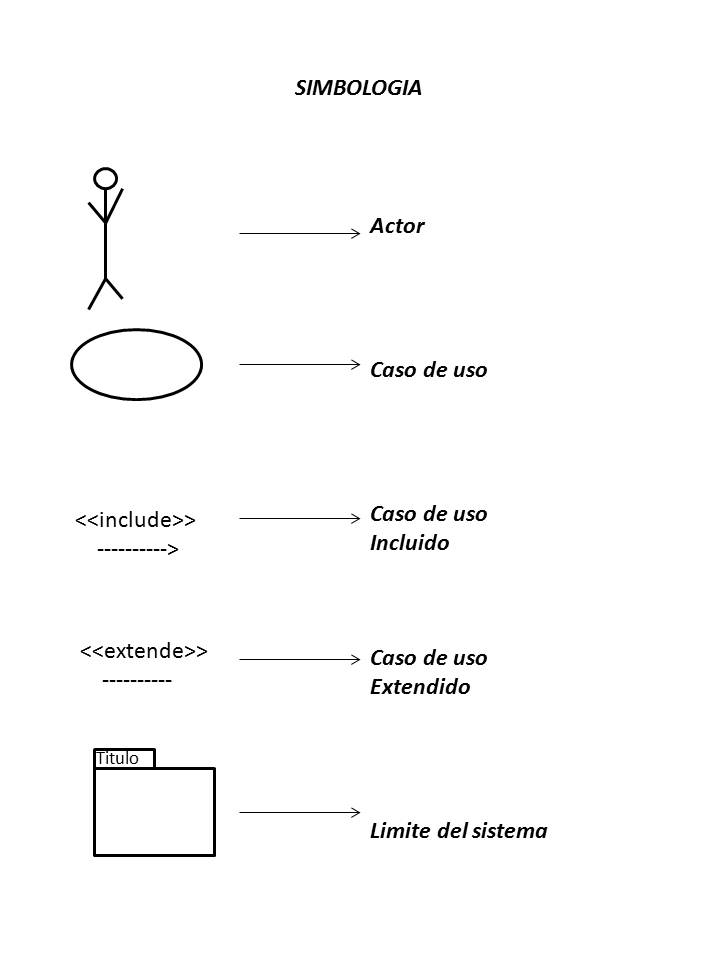 SIMBOLOGIA
Actor
Caso de uso
<<include>>
---------->
Caso de uso
Incluido
<<extende>>
----------
Caso de uso
Extendido
Titulo
Limite del sistema